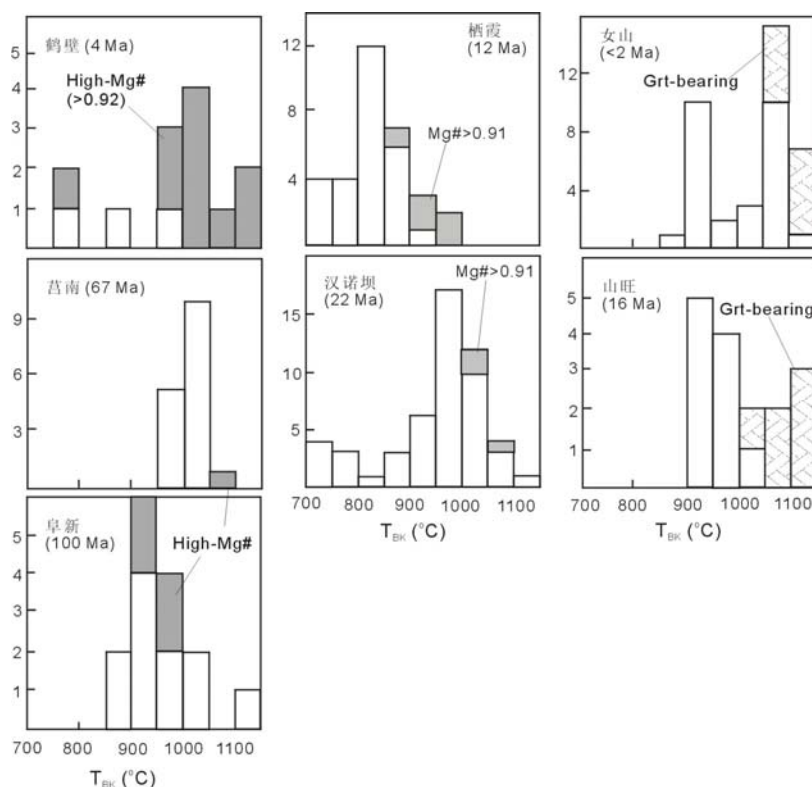 鹤壁 (4 Ma)
High-Mg#
(>0.92)
5
4
3
2
1
栖霞
(12 Ma)
Mg#>0.91
12
8
4
女山
(<2 Ma)
Grt-bearing
12
8
4
莒南 (67 Ma)
9
6
3
汉诺坝
(22 Ma)
Mg#>0.91
15
10
5
700 800 900 1000 1100
T_BK (°C)
山旺
(16 Ma)
Grt-bearing
5
4
3
2
1
700 800 900 1000 1100
T_BK (°C)
阜新
(100 Ma)
High-Mg#
5
4
3
2
1
700 800 900 1000 1100
T_BK (°C)